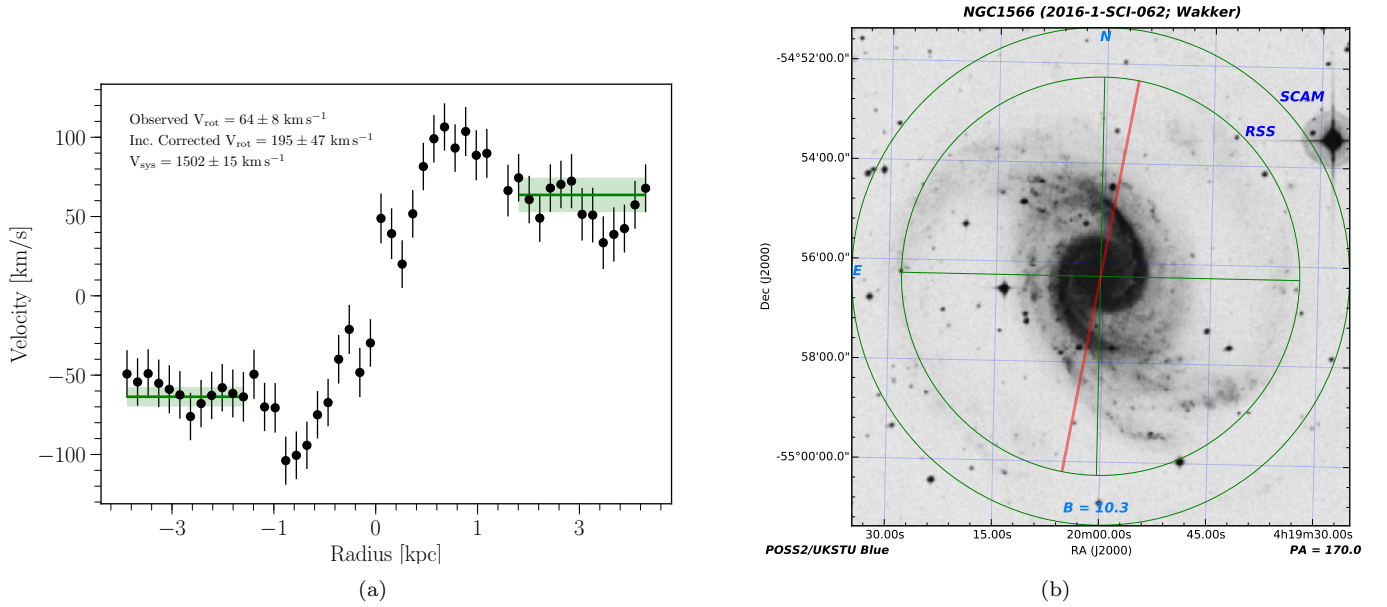 Observed V_rot = 64 ± 8 km s⁻¹
Inc. Corrected V_rot = 195 ± 47 km s⁻¹
V_sys = 1502 ± 15 km s⁻¹
100
50
0
−50
−100
Velocity [km/s]
−3
−1
0
1
3
Radius [kpc]
(a)
NGC1566 (2016-1-SCI-062; Wakker)
N
SCAM
RSS
E
B = 10.3
-54°52'00.0"
54'00.0"
56'00.0"
58'00.0"
-55°00'00.0"
Dec (J2000)
30.00s
15.00s
20m00.00s
45.00s
4h19m30.00s
POSS2/UKSTU Blue
RA (J2000)
PA = 170.0
(b)